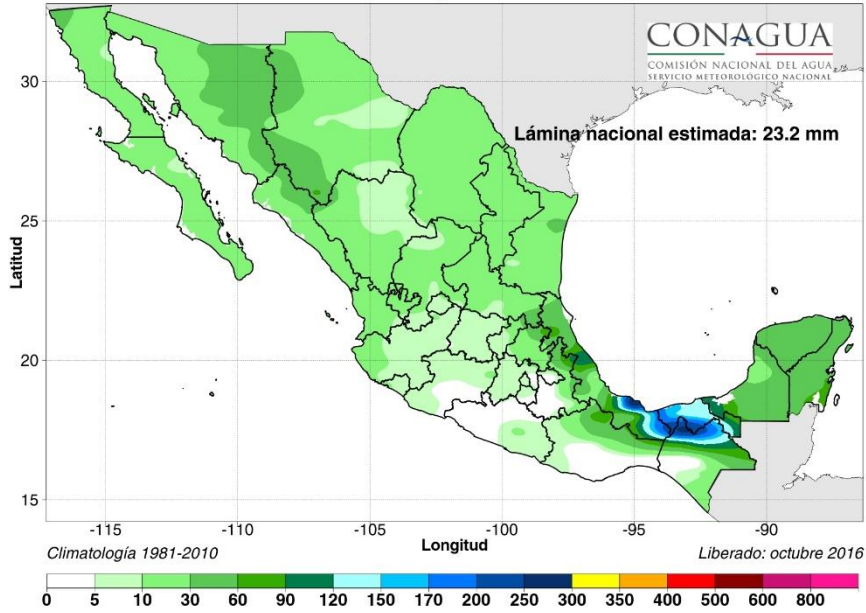 CONAGUA
COMISIÓN NACIONAL DEL AGUA
SERVICIO METEOROLÓGICO NACIONAL
Lámina nacional estimada: 23.2 mm
30
25
20
15
Latitud
-115 -110 -105 -100 -95 -90
Climatología 1981-2010 Longitud Liberado: octubre 2016
0 5 10 30 60 90 120 150 170 200 250 300 350 400 500 600 800